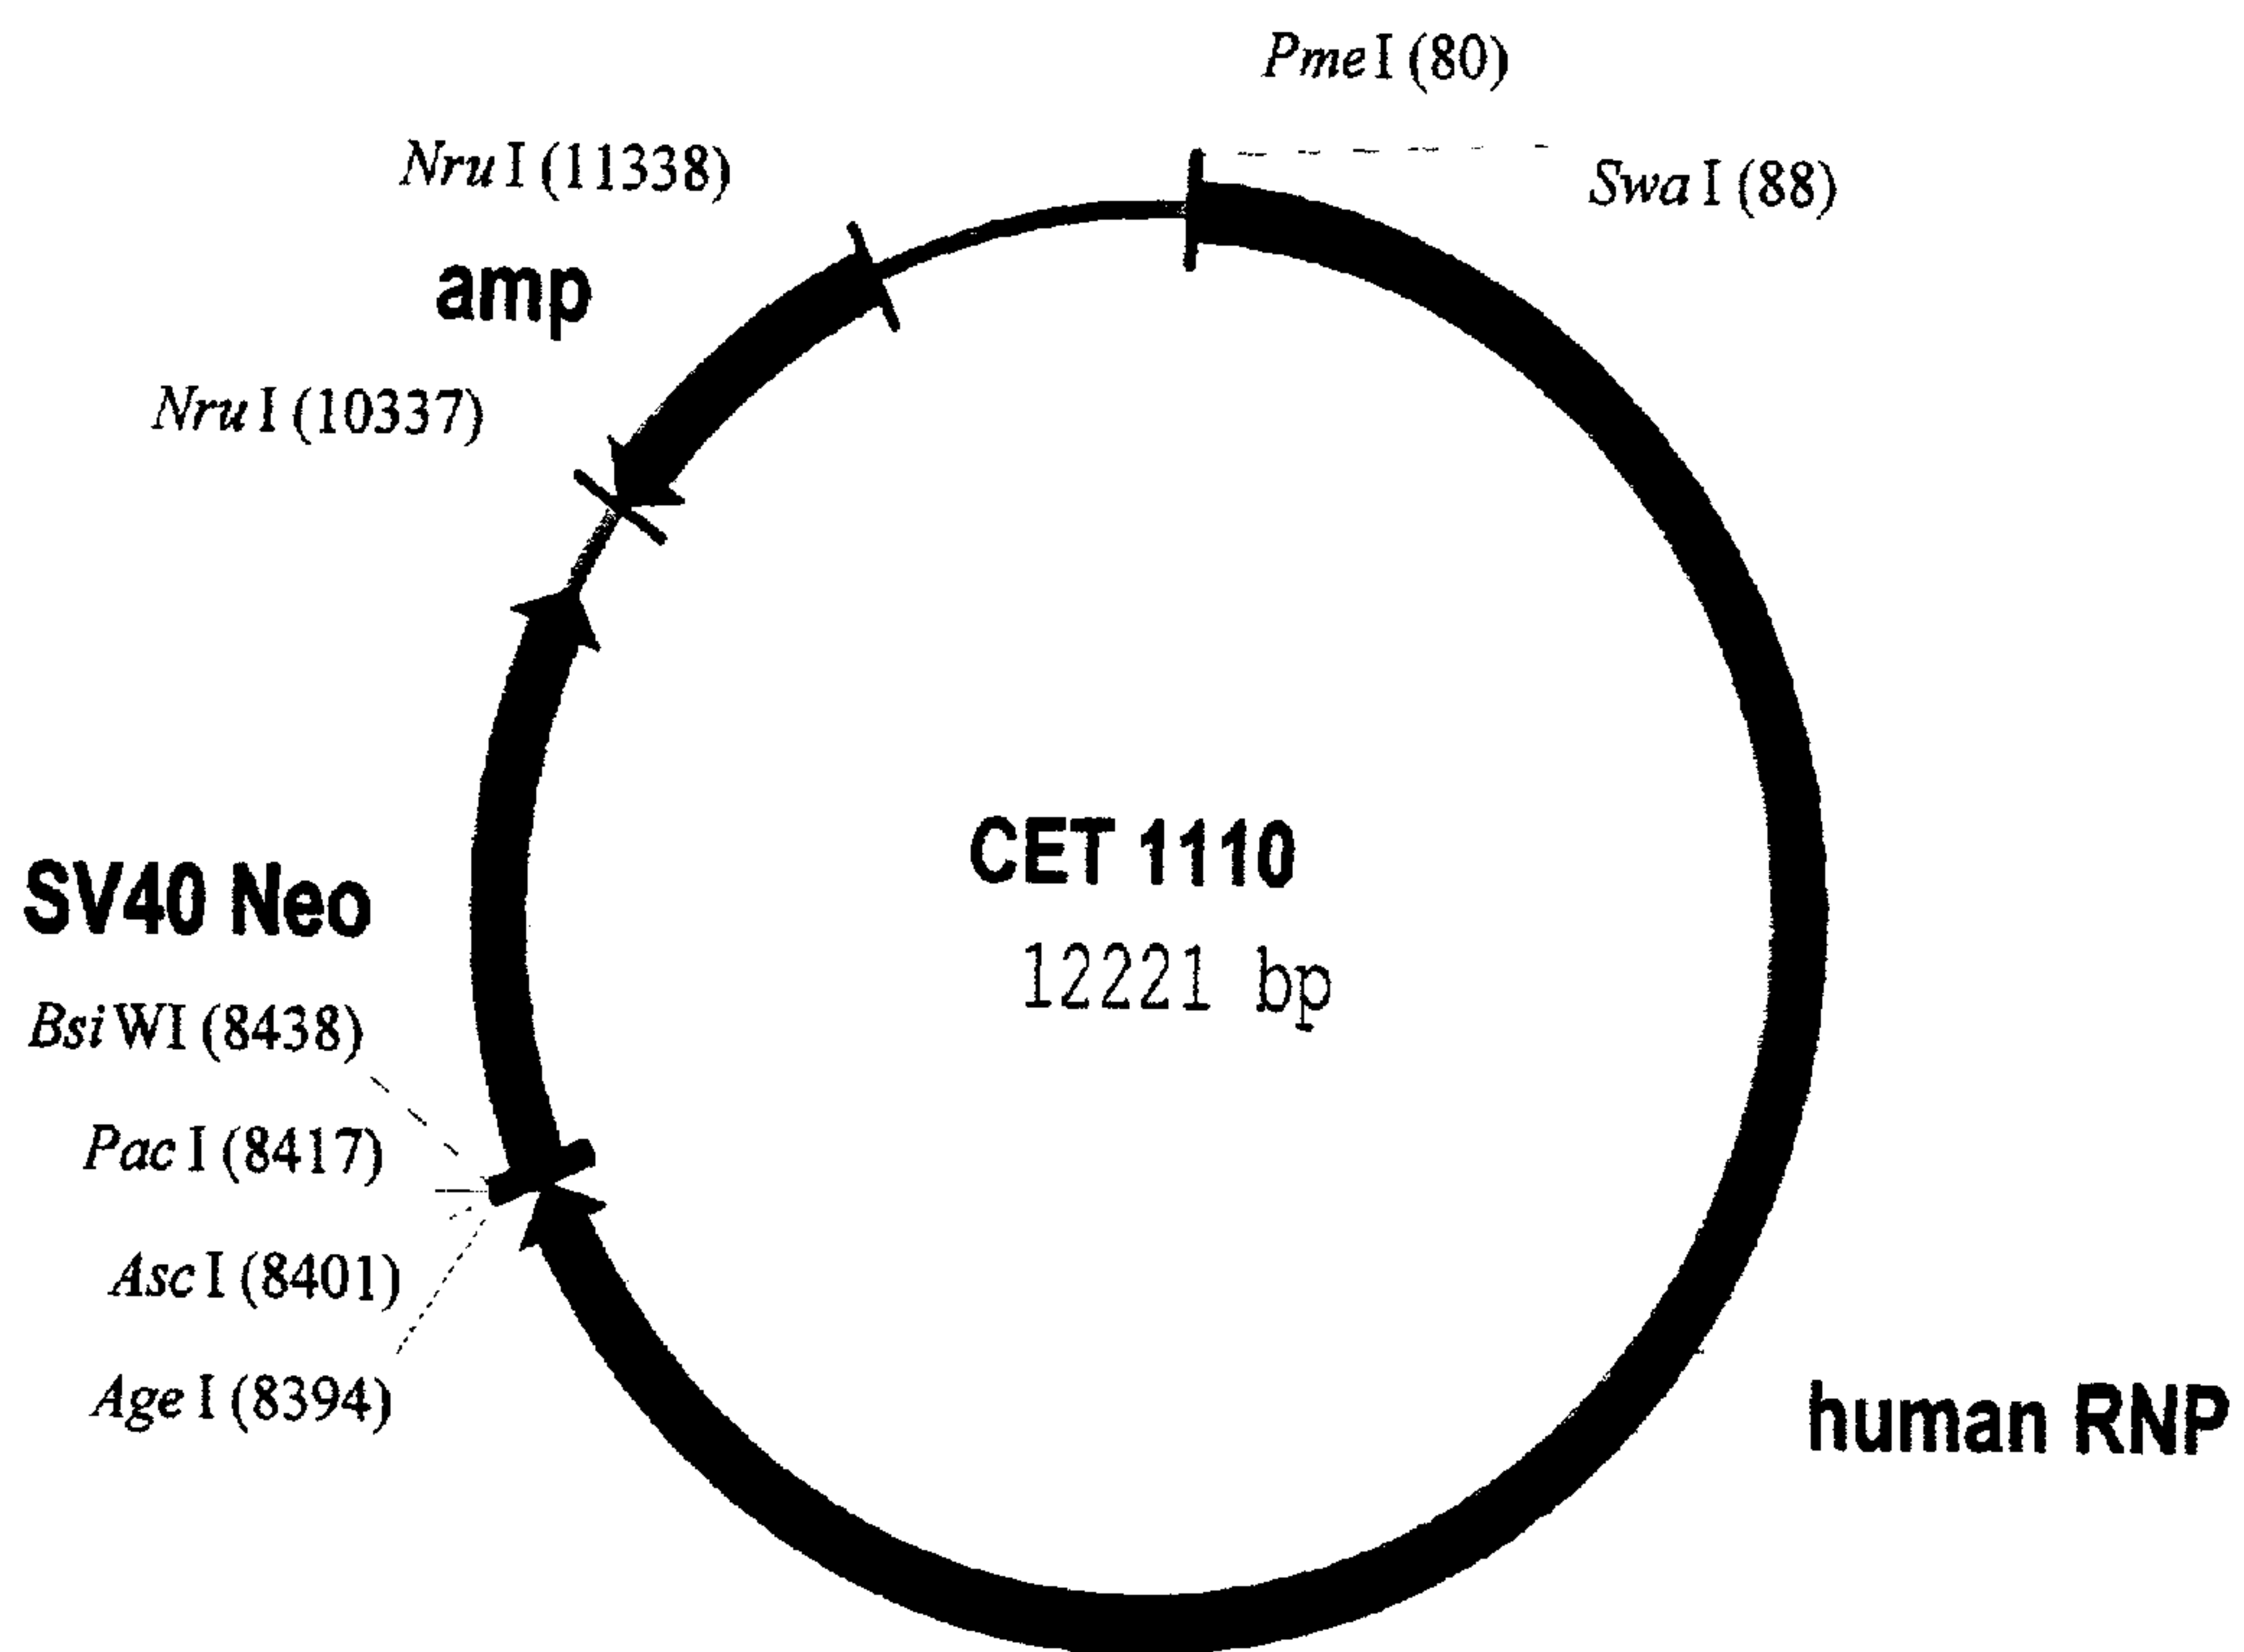 PmeI (80)
NruI (11338)
SwaI (88)
amp
NruI (10337)
CET 1110
SV40 Neo
12221 bp
BsiWI (8438)
PacI (8417)
AscI (8401)
AgeI (8394)
human RNP